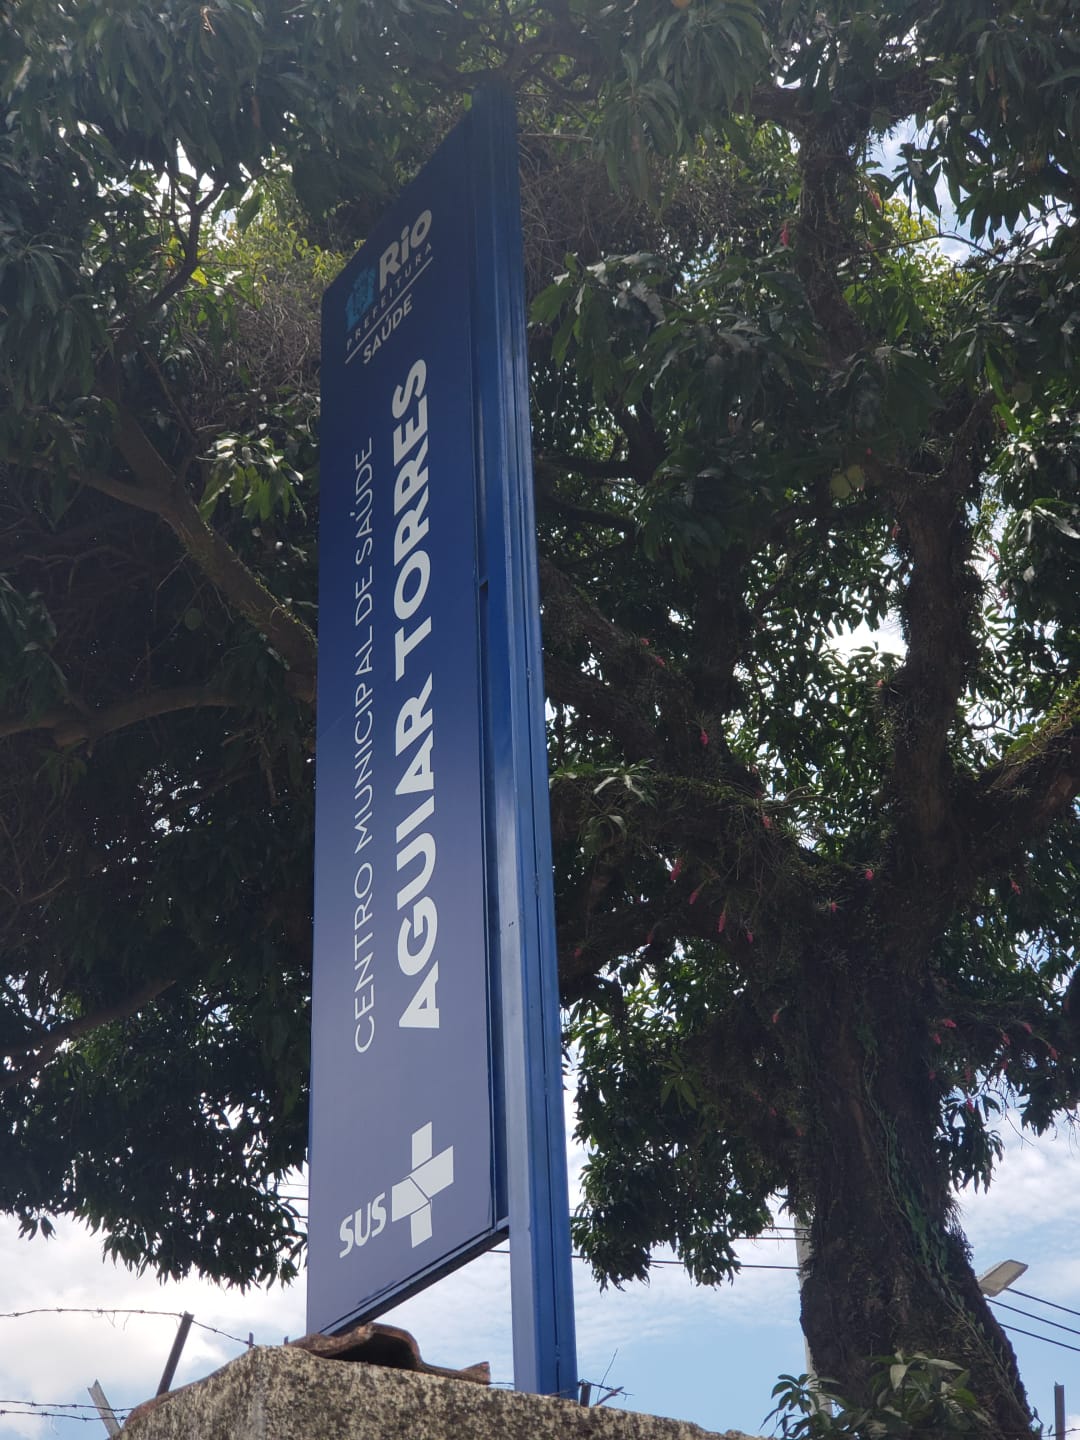 Rio
PREFEITURA
SAÚDE
CENTRO MUNICIPAL DE SAÚDE
AGUIAR TORRES
SUS